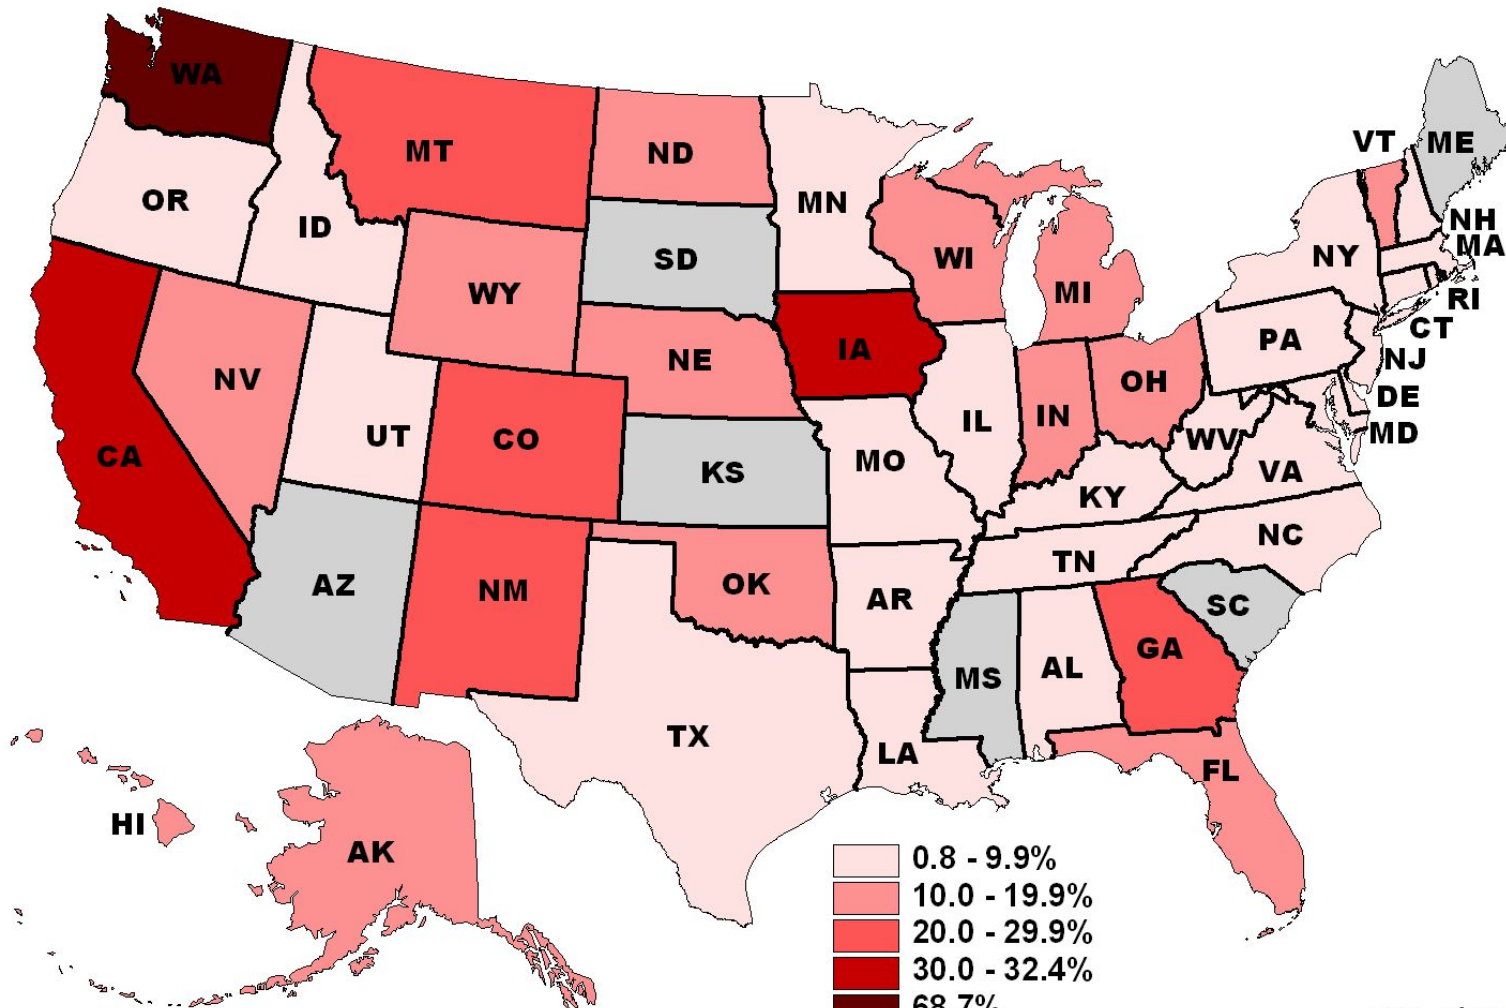 WA
MT
ND
VT
ME
OR
ID
MN
NH
MA
SD
WI
NY
WY
MI
RI
CT
IA
PA
NE
NJ
NV
OH
DE
UT
CO
IL
IN
WV
MD
CA
KS
MO
VA
KY
NC
AZ
NM
OK
TN
AR
SC
GA
MS
AL
TX
LA
FL
HI
AK
0.8 - 9.9%
10.0 - 19.9%
20.0 - 29.9%
30.0 - 32.4%
68.7%